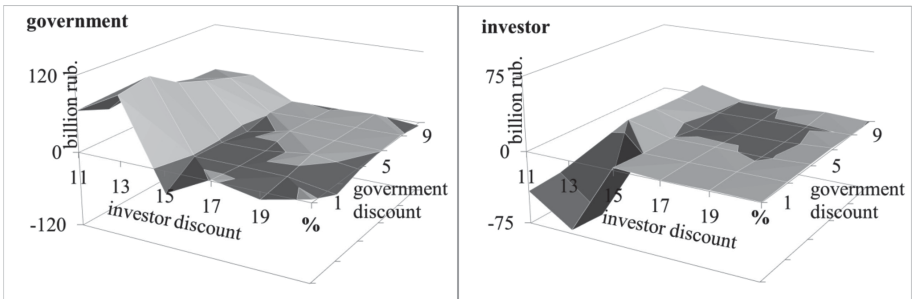 government
120
billion rub.
0
-120
11
13
15
17
19
%
investor discount
1
5
9
government
discount
investor
75
billion rub.
0
-75
11
13
15
17
19
%
investor discount
1
5
9
government
discount